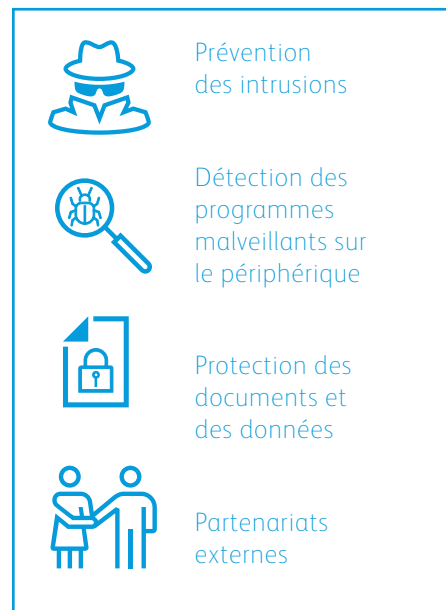 Prévention
des intrusions
Détection des
programmes
malveillants sur
le périphérique
Protection des
documents et
des données
Partenariats
externes